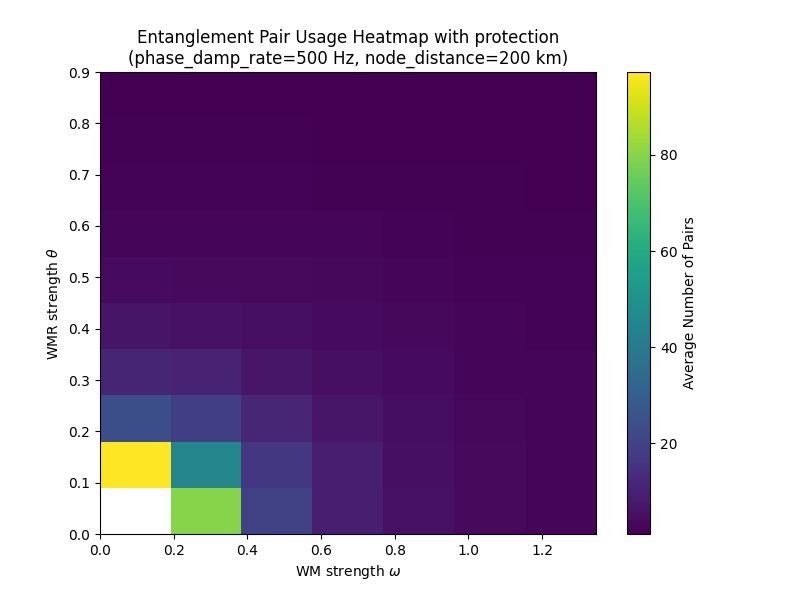 Entanglement Pair Usage Heatmap with protection
(phase_damp_rate=500 Hz, node_distance=200 km)
0.9
0.8
0.7
0.6
0.5
0.4
0.3
0.2
0.1
0.0
WMR strength θ
0.0 0.2 0.4 0.6 0.8 1.0 1.2
WM strength ω
80
60
40
20
Average Number of Pairs